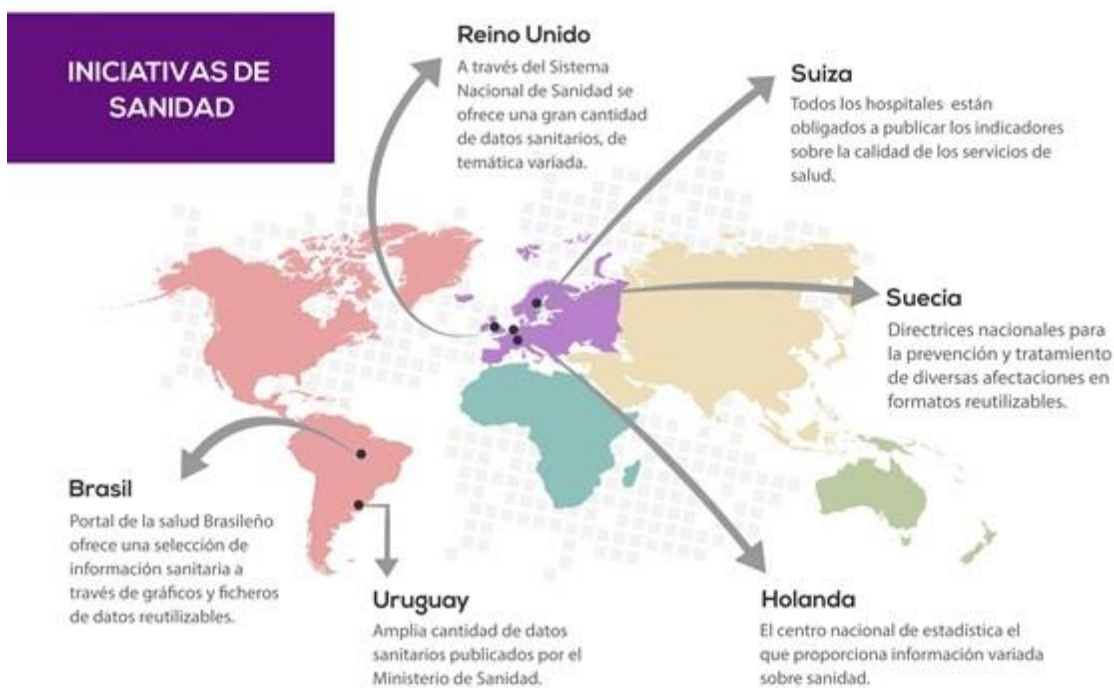 INICIATIVAS DE
SANIDAD
Reino Unido
A través del Sistema
Nacional de Sanidad se
ofrece una gran cantidad
de datos sanitarios, de
temática variada.
Suiza
Todos los hospitales están
obligados a publicar los indicadores
sobre la calidad de los servicios de
salud.
Suecia
Directrices nacionales para
la prevención y tratamiento
de diversas afectaciones en
formatos reutilizables.
Brasil
Portal de la salud Brasileño
ofrece una selección de
información sanitaria a
través de gráficos y ficheros
de datos reutilizables.
Uruguay
Amplia cantidad de datos
sanitarios publicados por el
Ministerio de Sanidad.
Holanda
El centro nacional de estadística el
que proporciona información variada
sobre sanidad.